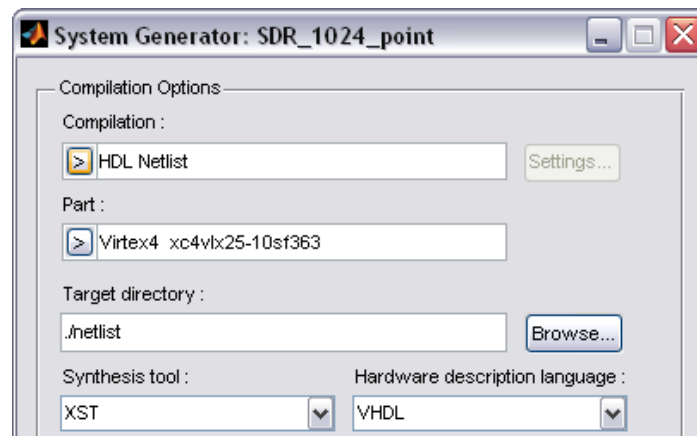 System Generator: SDR_1024_point
Compilation Options
Compilation :
> HDL Netlist Settings...
Part :
> Virtex4 xc4vlx25-10sf363
Target directory :
./netlist Browse...
Synthesis tool : Hardware description language :
XST VHDL